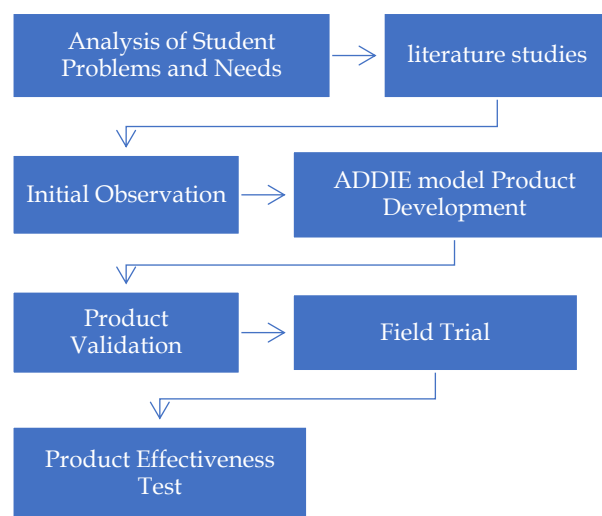 Analysis of Student
Problems and Needs
literature studies
Initial Observation
ADDIE model Product
Development
Product
Validation
Field Trial
Product Effectiveness
Test